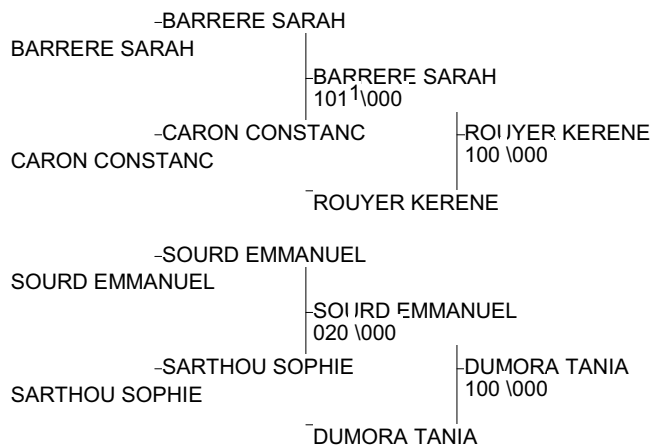 BARRERE SARAH
BARRERE SARAH
BARRERE SARAH
101 1\000
CARON CONSTANC
ROUYER KERENE
100 \000
CARON CONSTANC
ROUYER KERENE
SOURD EMMANUEL
SOURD EMMANUEL
SOURD EMMANUEL
020 \000
SARTHOU SOPHIE
DUMORA TANIA
100 \000
SARTHOU SOPHIE
DUMORA TANIA